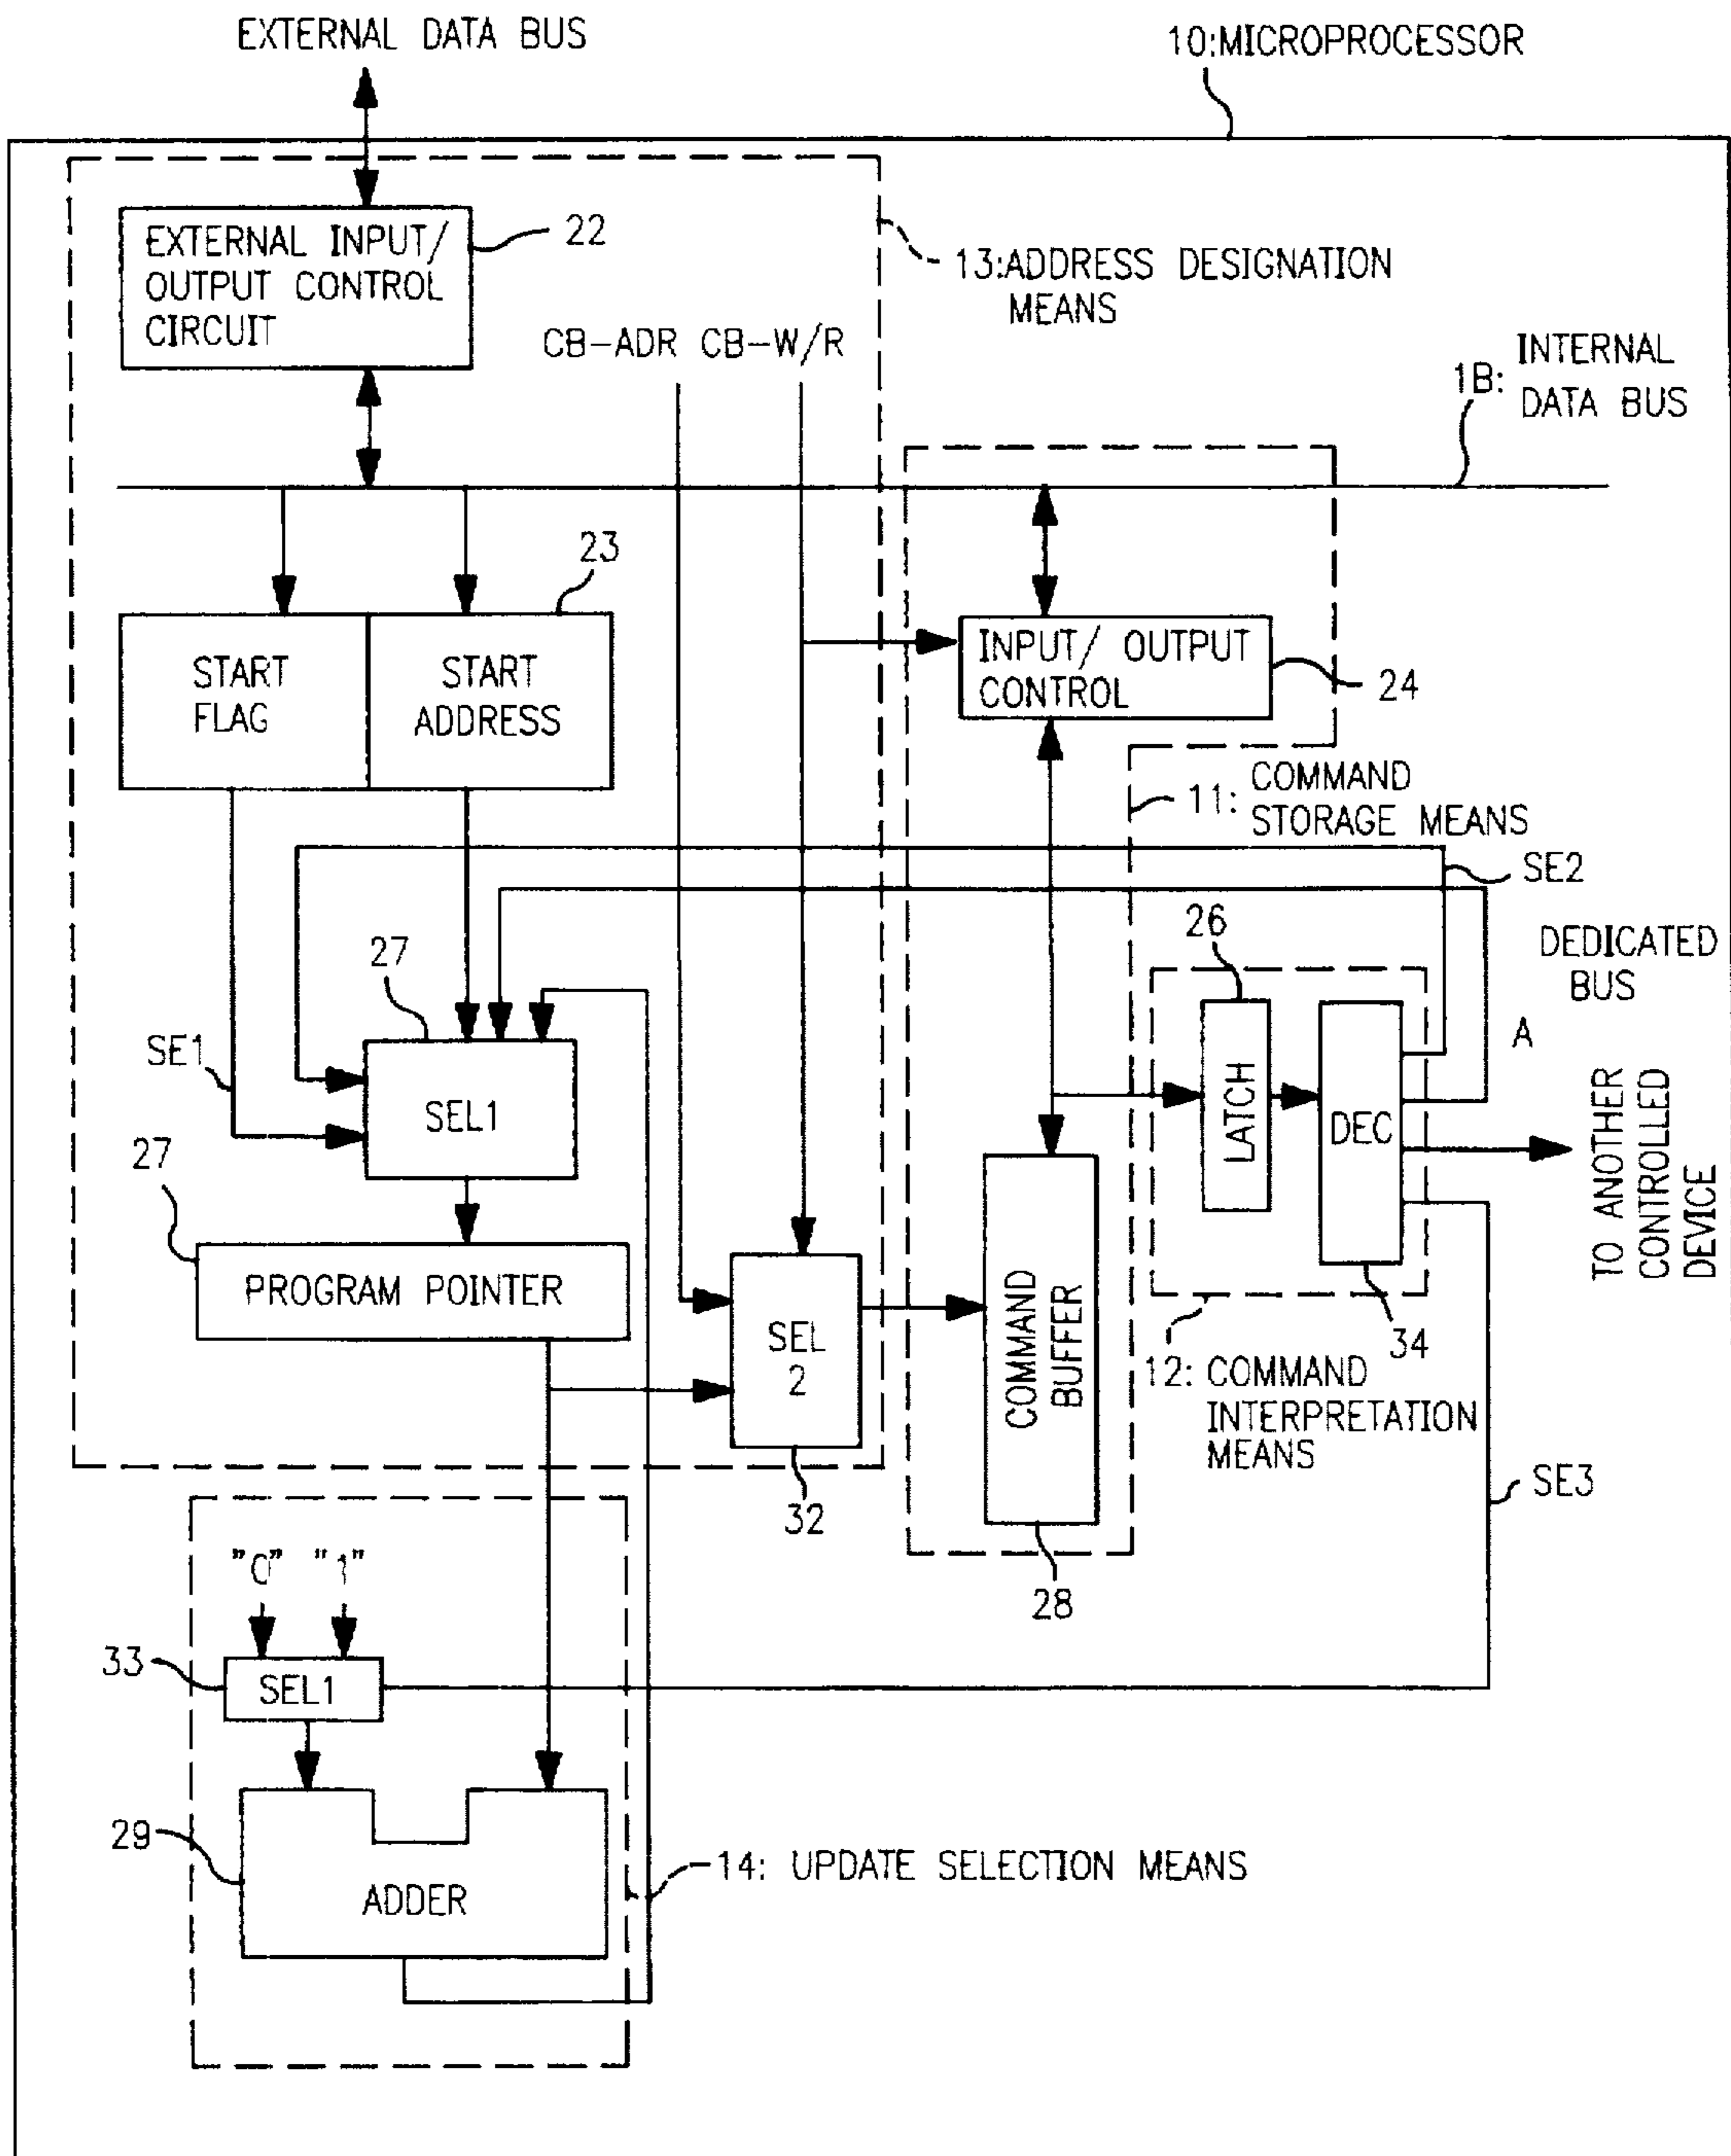 EXTERNAL DATA BUS
10:MICROPROCESSOR
EXTERNAL INPUT/
OUTPUT CONTROL
CIRCUIT
22
13:ADDRESS DESIGNATION
MEANS
CB-ADR CB-W/R
1B: INTERNAL
DATA BUS
23
START
FLAG
START
ADDRESS
INPUT/ OUTPUT
CONTROL
24
11: COMMAND
STORAGE MEANS
SE2
26
DEDICATED
BUS
27
SE1
SEL1
A
LATCH
DEC
TO ANOTHER
CONTROLLED
DEVICE
27
PROGRAM POINTER
SEL
2
COMMAND
BUFFER
34
12: COMMAND
INTERPRETATION
MEANS
32
SE3
"0" "1"
28
33
SEL1
29
ADDER
14: UPDATE SELECTION MEANS